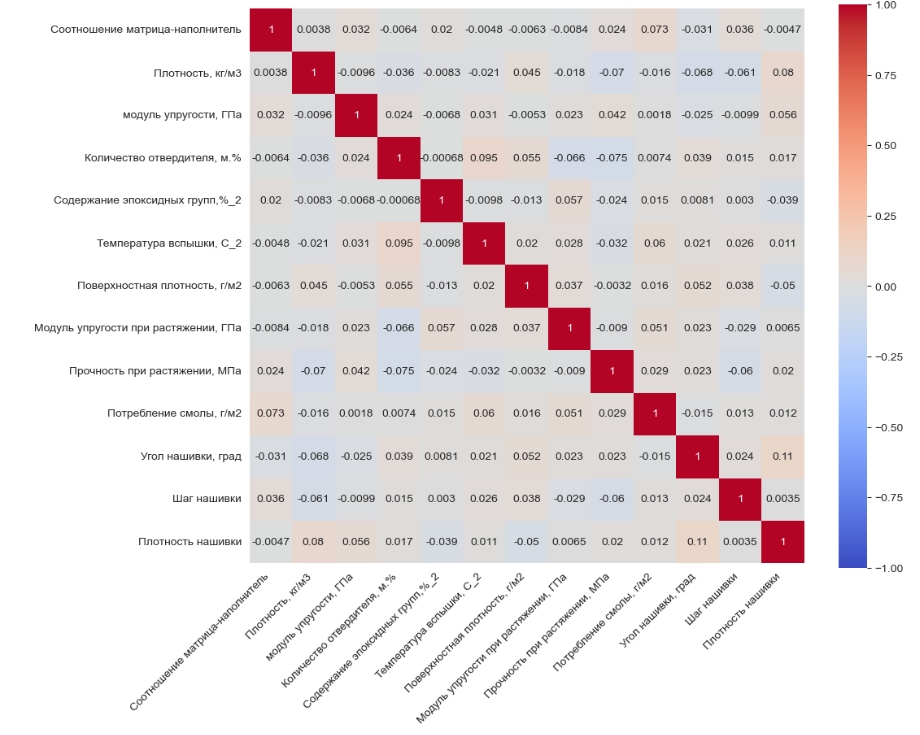 Соотношение матрица-наполнитель 1 0.0038 0.032 -0.0064 0.02 -0.0048 -0.0063 -0.0084 0.024 0.073 -0.031 0.036 -0.0047
Плотность, кг/м3 0.0038 1 -0.0096 -0.036 -0.0083 -0.021 0.045 -0.018 -0.07 -0.016 -0.068 -0.061 0.08
модуль упругости, ГПа 0.032 -0.0096 1 0.024 -0.0068 0.031 -0.0053 0.023 0.042 0.0018 -0.025 -0.0099 0.056
Количество отвердителя, м.% -0.0064 -0.036 0.024 1 -0.00068 0.095 0.055 -0.066 -0.075 0.0074 0.039 0.015 0.017
Содержание эпоксидных групп,%_2 0.02 -0.0083 -0.0068 -0.00068 1 -0.0098 -0.013 0.057 -0.024 0.015 0.0081 0.003 -0.039
Температура вспышки, С_2 -0.0048 -0.021 0.031 0.095 -0.0098 1 0.02 0.028 -0.032 0.06 0.021 0.026 0.011
Поверхностная плотность, г/м2 -0.0063 0.045 -0.0053 0.055 -0.013 0.02 1 0.037 -0.0032 0.016 0.052 0.038 -0.05
Модуль упругости при растяжении, ГПа -0.0084 -0.018 0.023 -0.066 0.057 0.028 0.037 1 -0.009 0.051 0.023 -0.029 0.0065
Прочность при растяжении, МПа 0.024 -0.07 0.042 -0.075 -0.024 -0.032 -0.0032 -0.009 1 0.029 0.023 -0.06 0.02
Потребление смолы, г/м2 0.073 -0.016 0.0018 0.0074 0.015 0.06 0.016 0.051 0.029 1 -0.015 0.013 0.012
Угол нашивки, град -0.031 -0.068 -0.025 0.039 0.0081 0.021 0.052 0.023 0.023 -0.015 1 0.024 0.11
Шаг нашивки 0.036 -0.061 -0.0099 0.015 0.003 0.026 0.038 -0.029 -0.06 0.013 0.024 1 0.0035
Плотность нашивки -0.0047 0.08 0.056 0.017 -0.039 0.011 -0.05 0.0065 0.02 0.012 0.11 0.0035 1
Соотношение матрица-наполнитель
Плотность, кг/м3
модуль упругости, ГПа
Количество отвердителя, м.%
Содержание эпоксидных групп,%_2
Температура вспышки, С_2
Поверхностная плотность, г/м2
Модуль упругости при растяжении, ГПа
Прочность при растяжении, МПа
Потребление смолы, г/м2
Угол нашивки, град
Шаг нашивки
Плотность нашивки
1.00
0.75
0.50
0.25
0.00
−0.25
−0.50
−0.75
−1.00